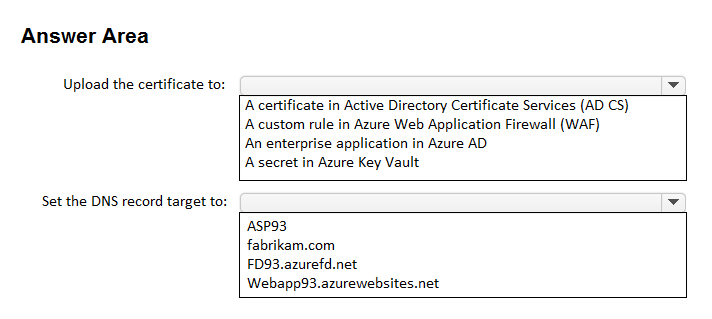 Answer Area
Upload the certificate to:
A certificate in Active Directory Certificate Services (AD CS)
A custom rule in Azure Web Application Firewall (WAF)
An enterprise application in Azure AD
A secret in Azure Key Vault
Set the DNS record target to:
ASP93
fabrikam.com
FD93.azurefd.net
Webapp93.azurewebsites.net